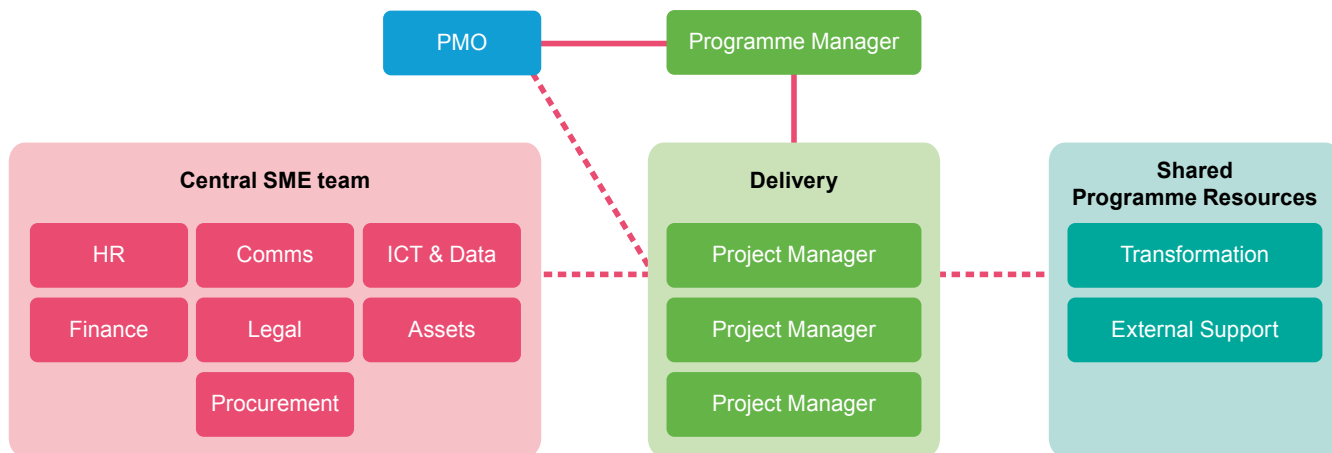 PMO
Programme Manager
Central SME team
HR
Comms
ICT & Data
Finance
Legal
Assets
Procurement
Delivery
Project Manager
Project Manager
Project Manager
Shared
Programme Resources
Transformation
External Support